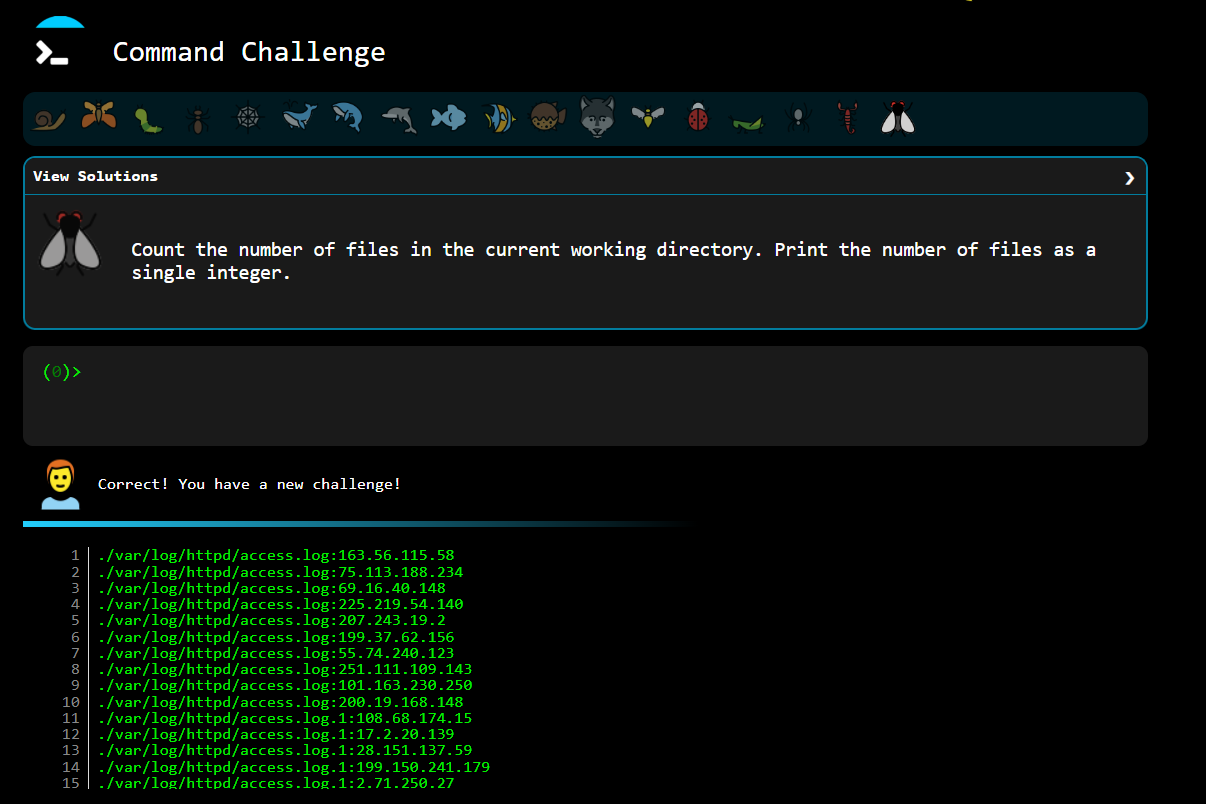 Command Challenge
View Solutions
Count the number of files in the current working directory. Print the number of files as a
single integer.
(0)>
Correct! You have a new challenge!
1 ./var/log/httpd/access.log:163.56.115.58
2 ./var/log/httpd/access.log:75.113.188.234
3 ./var/log/httpd/access.log:69.16.40.148
4 ./var/log/httpd/access.log:225.219.54.140
5 ./var/log/httpd/access.log:207.243.19.2
6 ./var/log/httpd/access.log:199.37.62.156
7 ./var/log/httpd/access.log:55.74.240.123
8 ./var/log/httpd/access.log:251.111.109.143
9 ./var/log/httpd/access.log:101.163.230.250
10 ./var/log/httpd/access.log:200.19.168.148
11 ./var/log/httpd/access.log.1:108.68.174.15
12 ./var/log/httpd/access.log.1:17.2.20.139
13 ./var/log/httpd/access.log.1:28.151.137.59
14 ./var/log/httpd/access.log.1:199.150.241.179
15 ./var/log/httpd/access.log.1:2.71.250.27